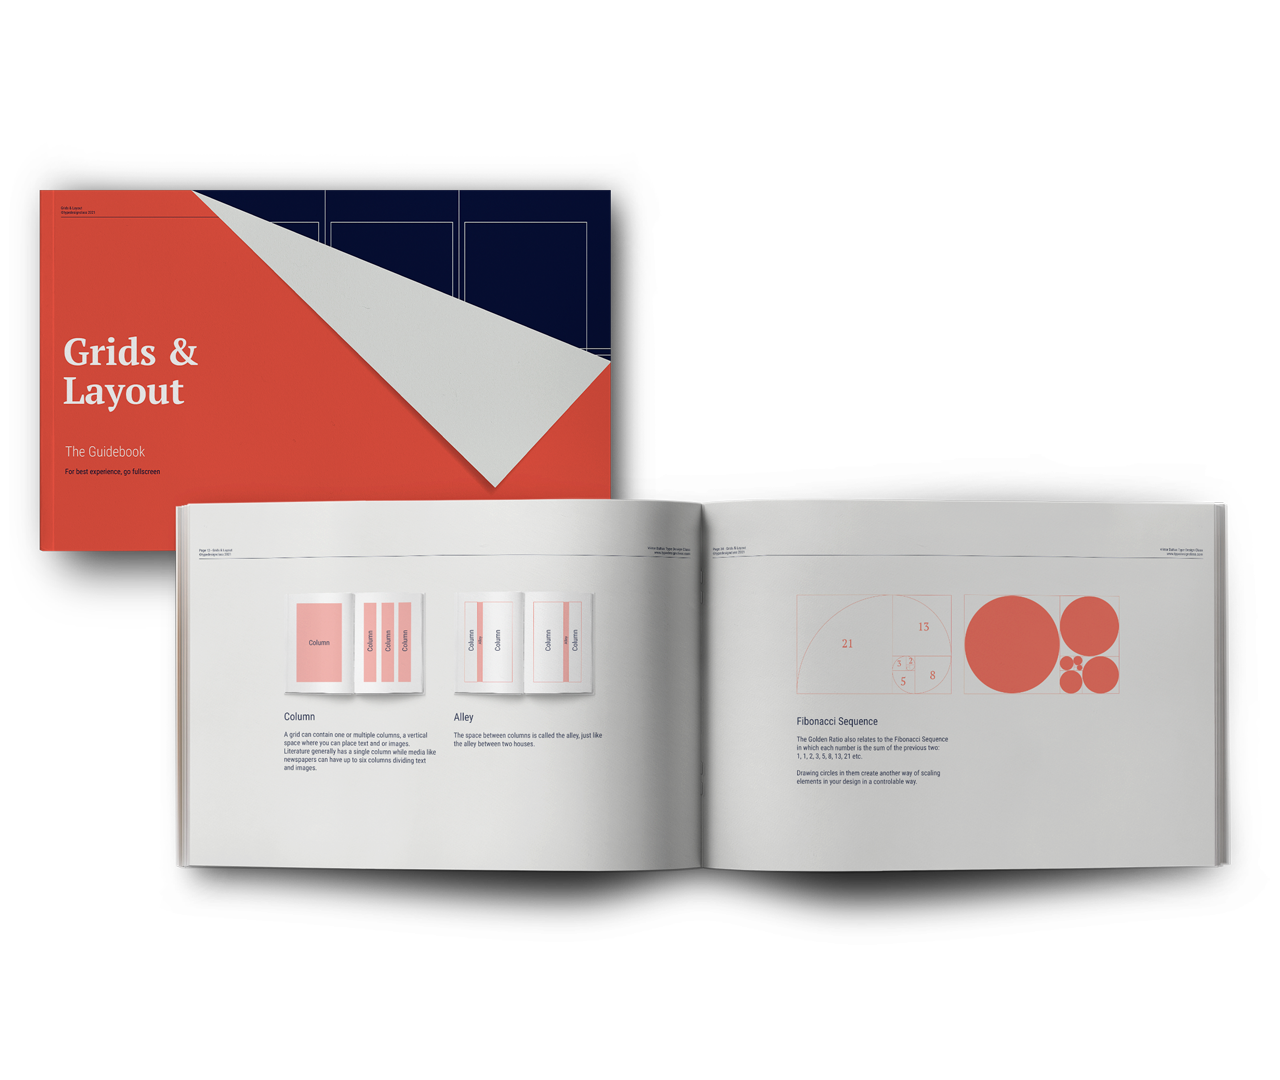 Grids & Layout
Grids &
Layout
The Guidebook
For best experience, go fullscreen
Column
Column
Column
Column
Column
Alley
Column
Column
Alley
Column
Column
A grid can contain one or multiple columns, a vertical
space where you can place text and or images.
Literature generally has a single column while media like
newspapers can have up to six columns dividing text
and images.
Alley
The space between columns is called the alley, just like
the alley between two houses.
21
13
3
2
5
8
Fibonacci Sequence
The Golden Ratio also relates to the Fibonacci Sequence
in which each number is the sum of the previous two:
1, 1, 2, 3, 5, 8, 13, 21 etc.
Drawing circles in them create another way of scaling
elements in your design in a controlable way.